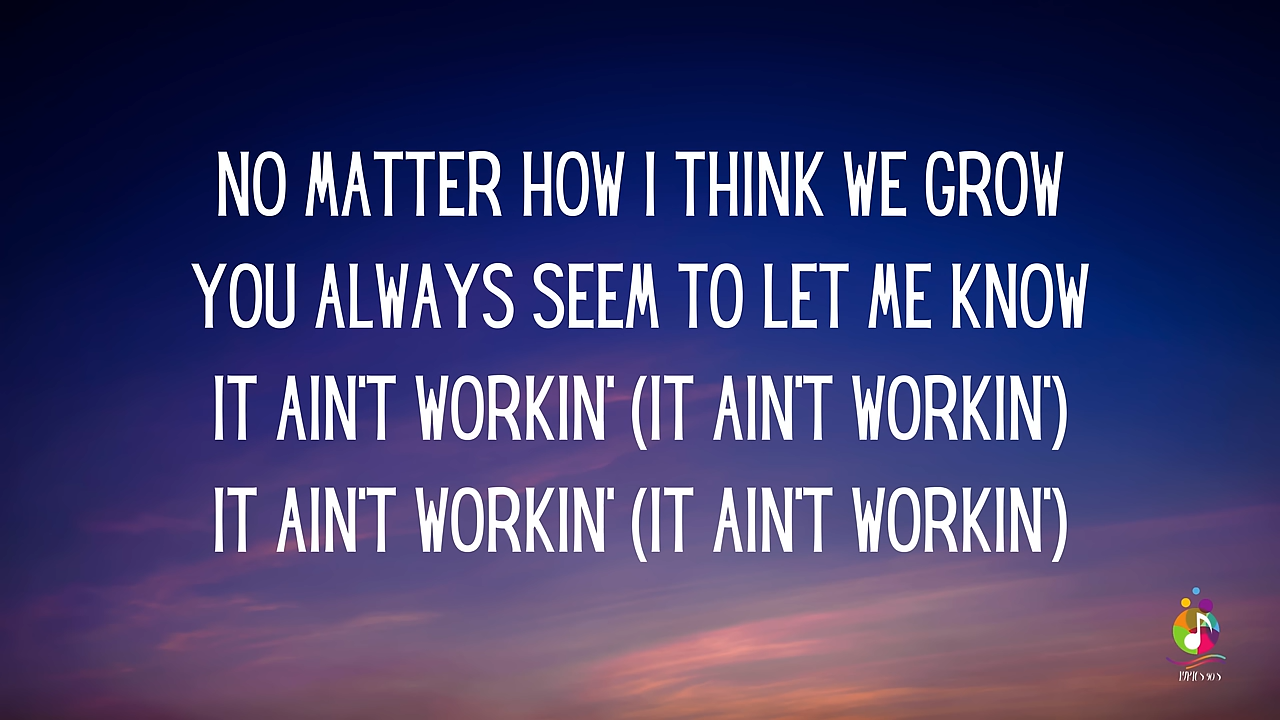 NO MATTER HOW I THINK WE GROW
YOU ALWAYS SEEM TO LET ME KNOW
IT AIN'T WORKIN' (IT AIN'T WORKIN')
IT AIN'T WORKIN' (IT AIN'T WORKIN')